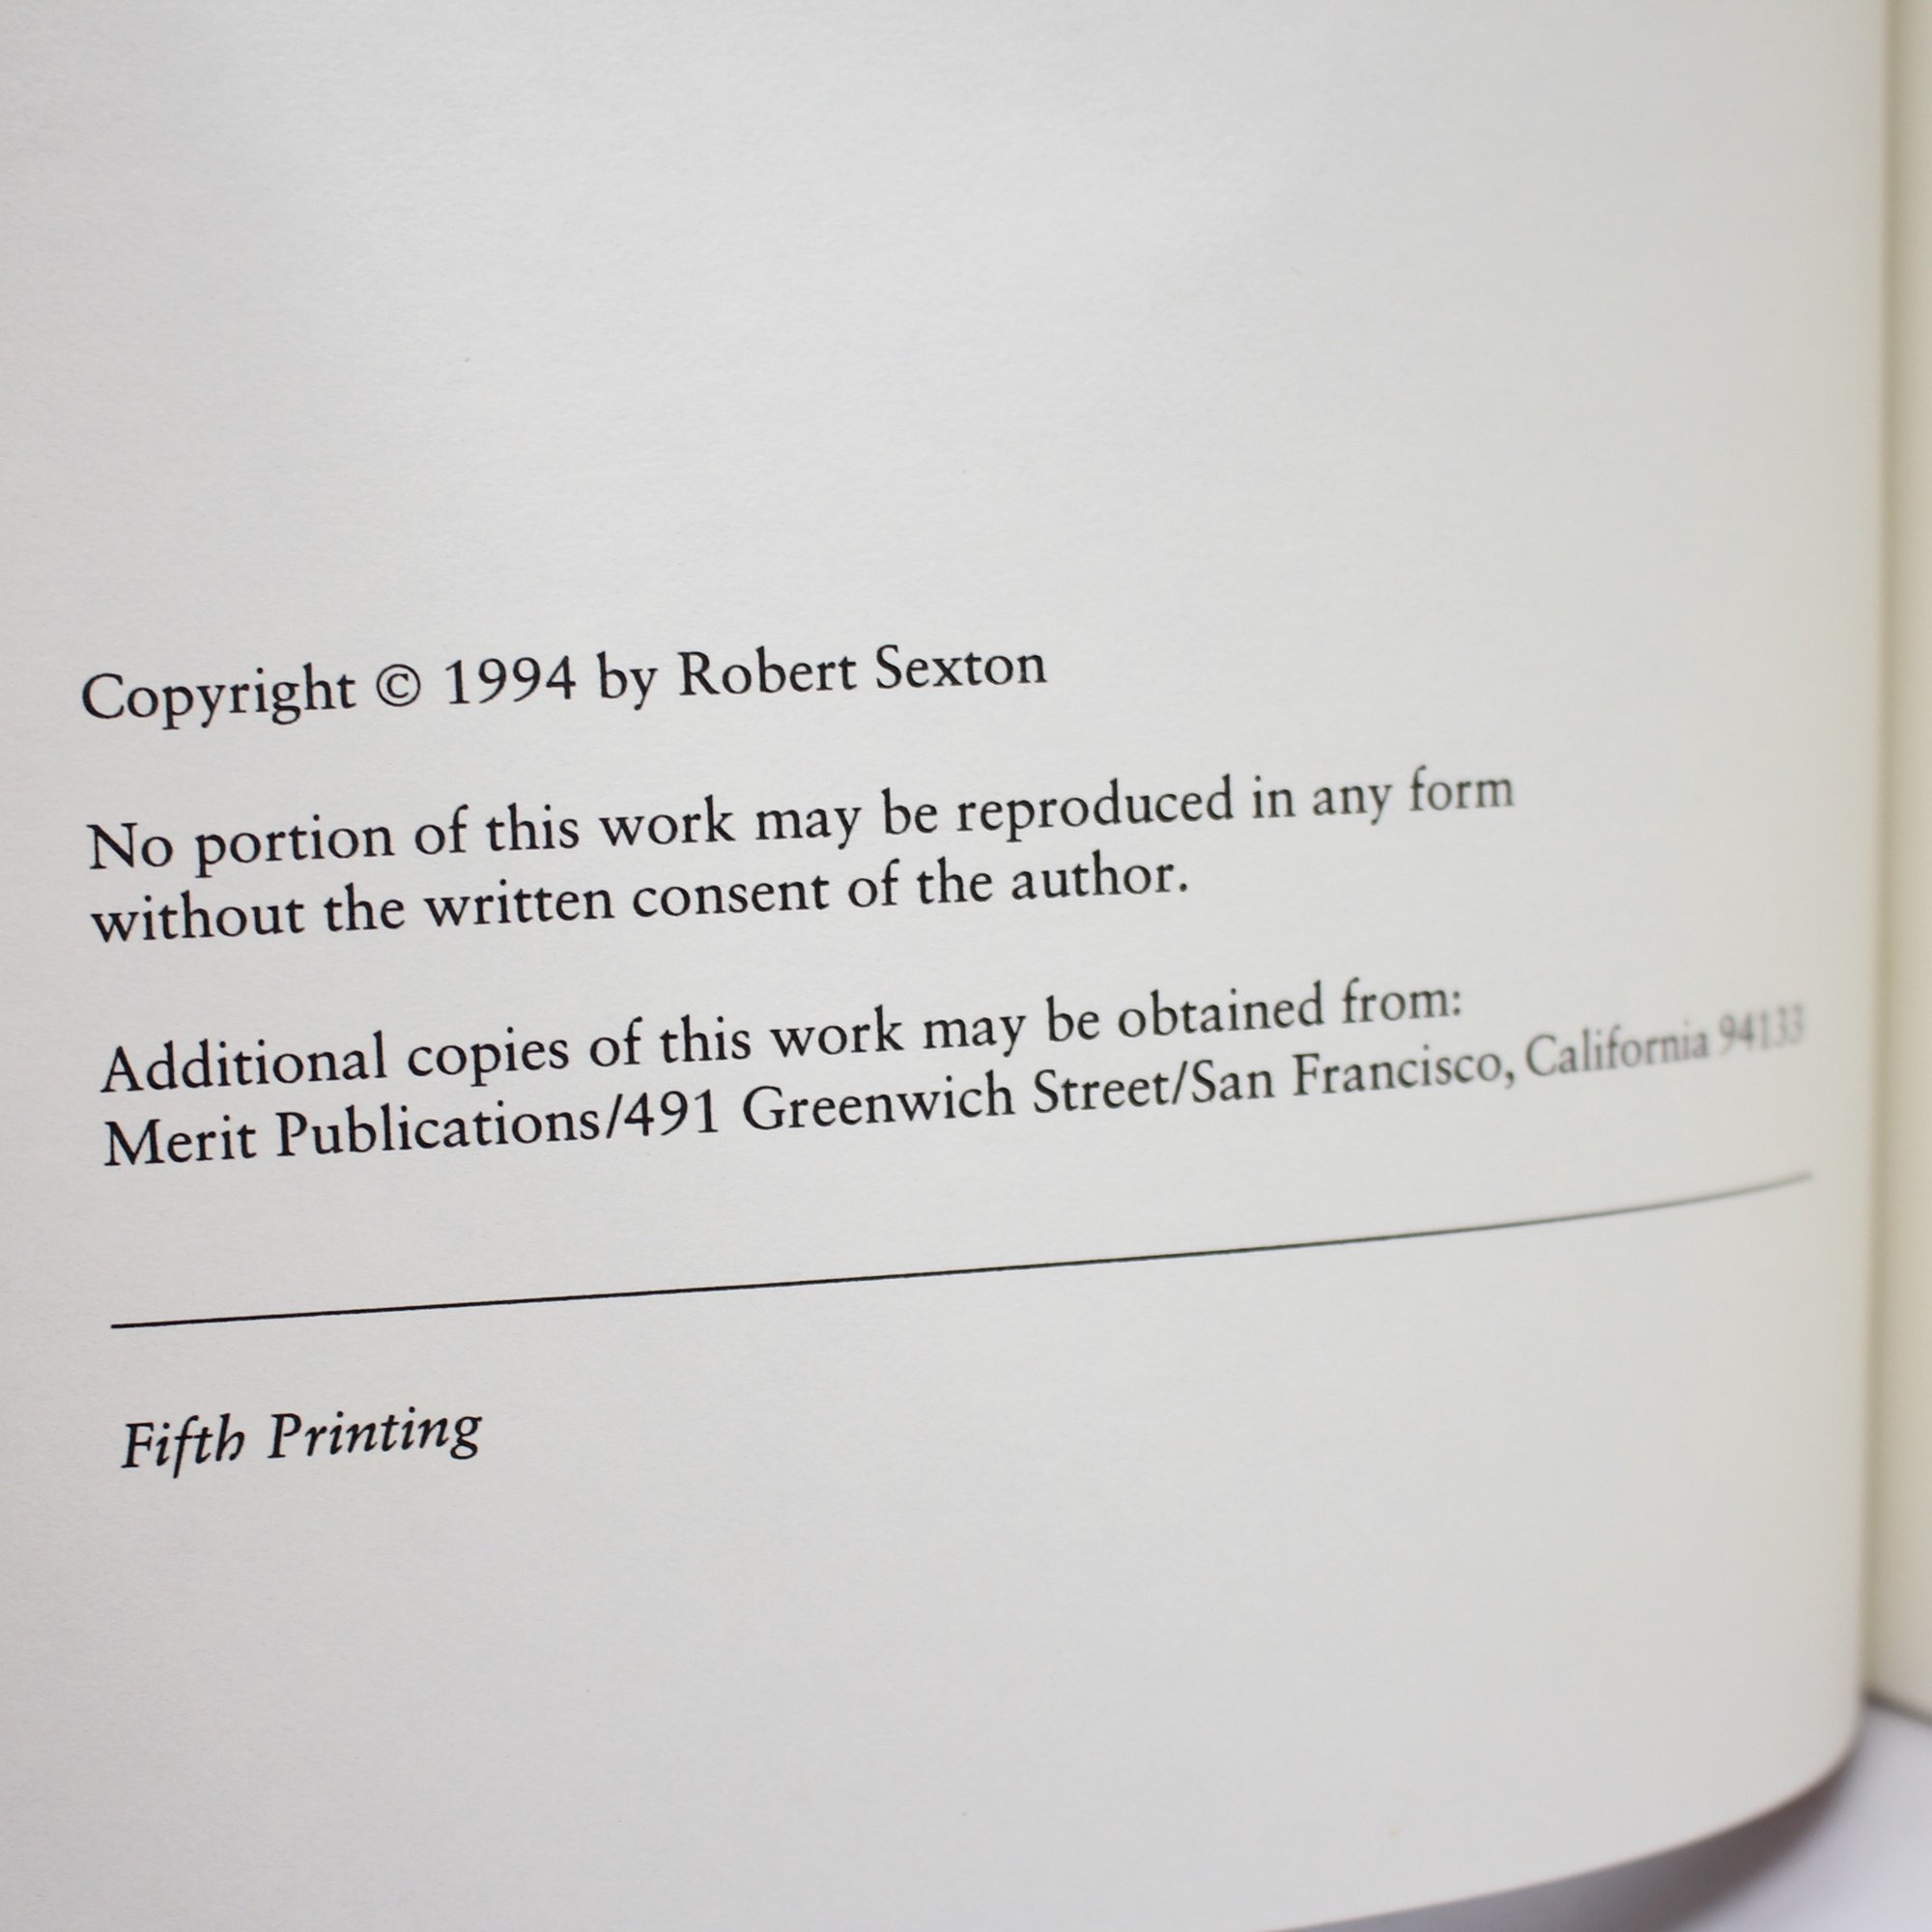 Copyright © 1994 by Robert Sexton
No portion of this work may be reproduced in any form
without the written consent of the author.
Additional copies of this work may be obtained from:
Merit Publications/491 Greenwich Street/San Francisco, California 94133
Fifth Printing